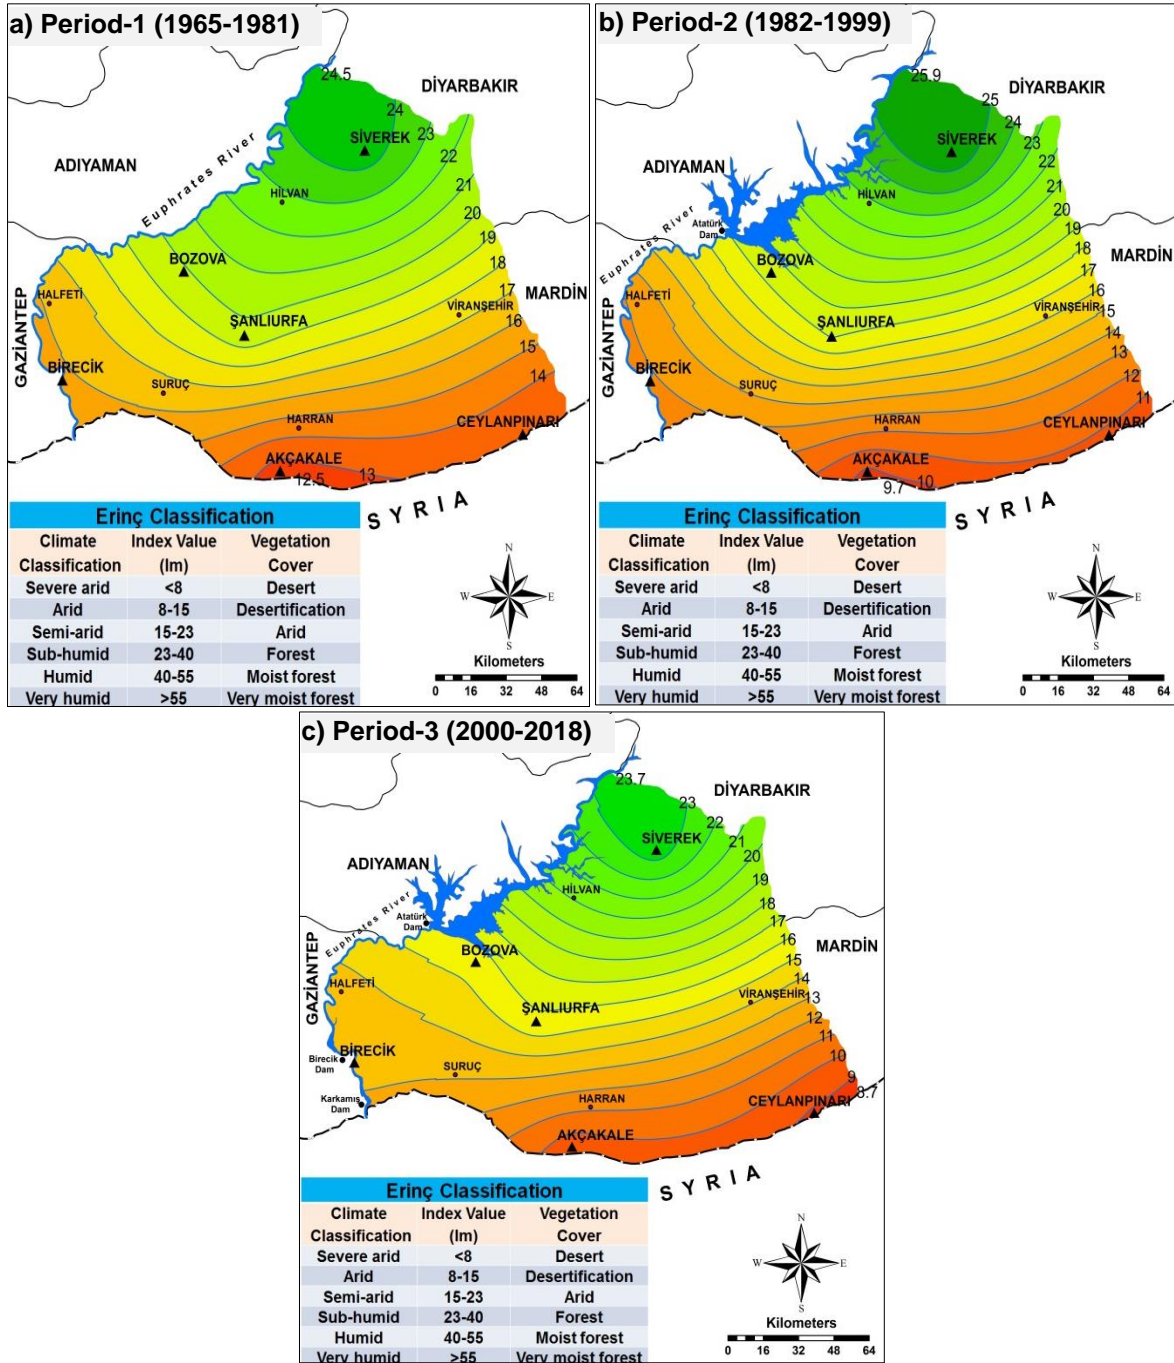 a) Period-1 (1965-1981)
24.5
DİYARBAKIR
24
23
SİVEREK
22
ADIYAMAN
Euphrates River
21
HİLVAN
20
19
BOZOVA
18
HALFETİ
17
MARDİN
VİRANŞEHİR
16
ŞANLIURFA
GAZİANTEP
15
BİRECİK
14
SURUÇ
HARRAN
CEYLANPINARI
AKÇAKALE
12.5
13
SYRIA
Erinç Classification
Climate Classification
Index Value (Im)
Vegetation Cover
Severe arid <8 Desert
Arid 8-15 Desertification
Semi-arid 15-23 Arid
Sub-humid 23-40 Forest
Humid 40-55 Moist forest
Very humid >55 Very moist forest
N
W
E
S
Kilometers
0 16 32 48 64
b) Period-2 (1982-1999)
25.9
DİYARBAKIR
25
24
23
SİVEREK
22
ADIYAMAN
21
HİLVAN
20
Euphrates River
Atatürk Dam
19
18
MARDİN
BOZOVA
17
16
HALFETİ
15
VİRANŞEHİR
ŞANLIURFA
14
GAZİANTEP
13
BİRECİK
12
SURUÇ
11
HARRAN
CEYLANPINARI
AKÇAKALE
9.7
10
SYRIA
Erinç Classification
Climate Classification
Index Value (Im)
Vegetation Cover
Severe arid <8 Desert
Arid 8-15 Desertification
Semi-arid 15-23 Arid
Sub-humid 23-40 Forest
Humid 40-55 Moist forest
Very humid >55 Very moist forest
N
W
E
S
Kilometers
0 16 32 48 64
c) Period-3 (2000-2018)
23.7
DİYARBAKIR
23
22
SİVEREK
21
20
ADIYAMAN
19
HİLVAN
18
Euphrates River
Atatürk Dam
17
16
MARDİN
BOZOVA
15
14
HALFETİ
VİRANŞEHİR
13
GAZİANTEP
ŞANLIURFA
12
11
BİRECİK
Birecik Dam
10
SURUÇ
9
8.7
Karkamış Dam
HARRAN
CEYLANPINARI
AKÇAKALE
SYRIA
Erinç Classification
Climate Classification
Index Value (Im)
Vegetation Cover
Severe arid <8 Desert
Arid 8-15 Desertification
Semi-arid 15-23 Arid
Sub-humid 23-40 Forest
Humid 40-55 Moist forest
Very humid >55 Very moist forest
N
W
E
S
Kilometers
0 16 32 48 64